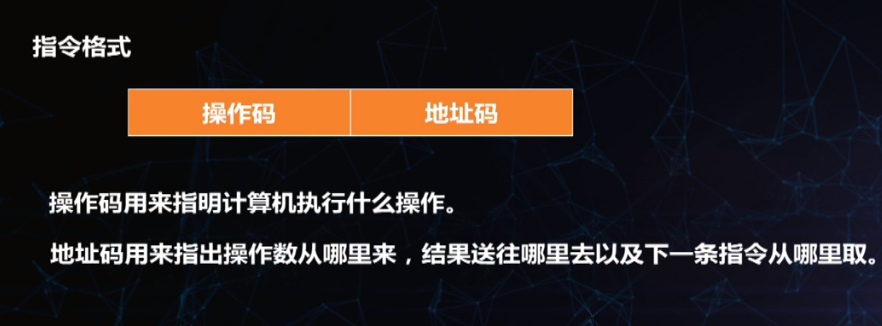 指令格式
操作码 地址码
操作码用来指明计算机执行什么操作。
地址码用来指出操作数从哪里来，结果送往哪里去以及下一条指令从哪里取。